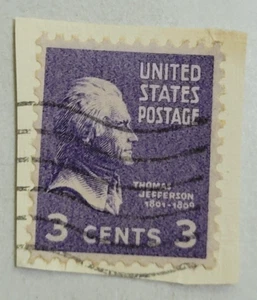 UNITED
STATES
POSTAGE
THOMAS
JEFFERSON
1801-1809
3 CENTS 3